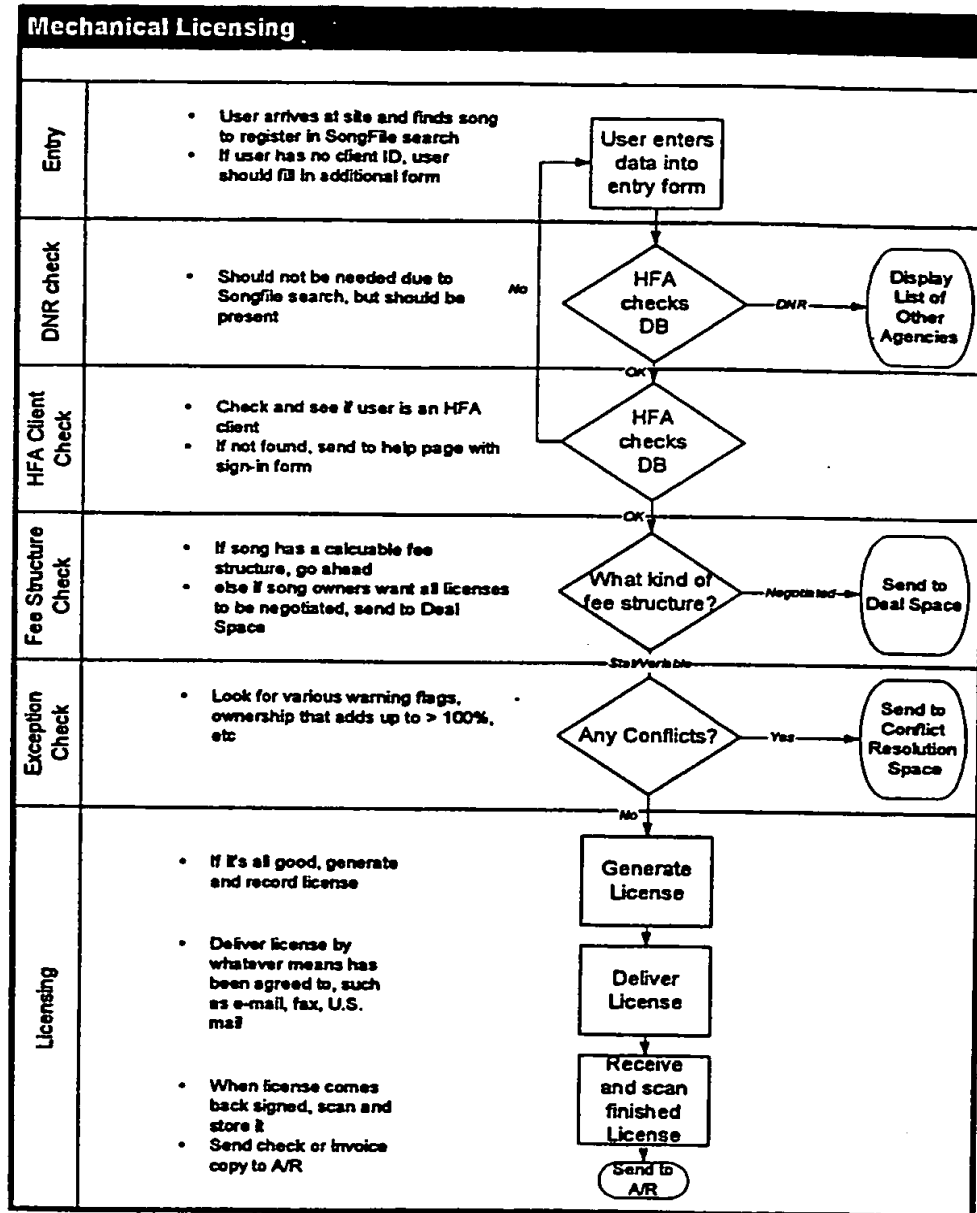 Mechanical Licensing
Entry
• User arrives at site and finds song
to register in SongFile search
• If user has no client ID, user
should fill in additional form
User enters
data into
entry form
DNR check
• Should not be needed due to
Songfile search, but should be
present
No
HFA
checks
DB
DNR
Display
List of
Other
Agencies
OK
HFA Client
Check
• Check and see if user is an HFA
client
• If not found, send to help page with
sign-in form
HFA
checks
DB
OK
Fee Structure
Check
• If song has a calcuable fee
structure, go ahead
• else if song owners want all licenses
to be negotiated, send to Deal
Space
What kind of
fee structure?
Negotiated
Send to
Deal Space
Stat/Variable
Exception
Check
• Look for various warning flags,
ownership that adds up to > 100%,
etc
Any Conflicts?
Yes
Send to
Conflict
Resolution
Space
No
Licensing
• If it's all good, generate
and record license
Generate
License
• Deliver license by
whatever means has
been agreed to, such
as e-mail, fax, U.S.
mail
Deliver
License
• When license comes
back signed, scan and
store it
• Send check or invoice
copy to A/R
Receive
and scan
finished
License
Send to
A/R